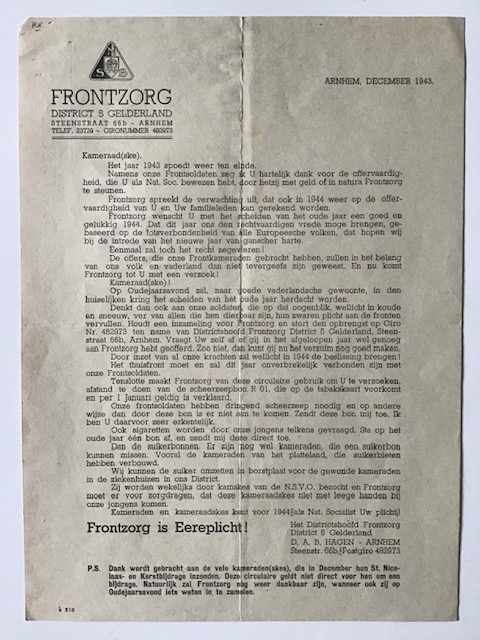 KK.
N
S B
FRONTZORG
DISTRICT 5 GELDERLAND
STEENSTRAAT 66b - ARNHEM
TELEF. 23729 - GIRONUMMER 482973
ARNHEM, DECEMBER 1943.
Kameraad(ske).
Het jaar 1943 spoedt weer ten einde.
Namens onze Frontsoldaten zeg ik U hartelijk dank voor de offervaardig-
heid, die U als Nat. Soc. bewezen hebt, door hetzij met geld of in natura Frontzorg
te steunen.
Frontzorg spreekt de verwachting uit, dat ook in 1944 weer op de offer-
vaardigheid van U en Uw familieleden kan gerekend worden.
Frontzorg wenscht U met het scheiden van het oude jaar een goed en
gelukkig 1944. Dat dit jaar ons den rechtvaardigen vrede moge brengen, ge-
baseerd op de lotsverbondenheid van alle Europeesche volken, dat hopen wij
bij de intrede van het nieuwe jaar van ganscher harte.
Eenmaal zal toch het recht zegevieren!
De offers, die onze Frontkameraden gebracht hebben, zullen in het belang
van ons volk en vaderland dan niet tevergeefs zijn geweest. En nu komt
Frontzorg tot U met een verzoek!
Kameraad(ske)!
Op Oudejaarsavond zal, naar goede vaderlandsche gewoonte, in den
huiselijken kring het scheiden van het oude jaar herdacht worden.
Denkt dan ook aan onze soldaten, die op dat oogenblik, wellicht in koude
en sneeuw, ver van allen die hen dierbaar zijn, hun zwaren plicht aan de fronten
vervullen. Houdt een inzameling voor Frontzorg en stort den opbrengst op Giro
Nr. 482973 ten name van Districtshoofd Frontzorg District 5 Gelderland, Steen-
straat 66b, Arnhem. Vraagt Uw zelf af of gij in het afgeloopen jaar wel genoeg
aan Frontzorg hebt geofferd. Zoo niet, dan kunt gij nu het verzuim nog goed maken.
Door inzet van al onze krachten zal wellicht in 1944 de beslissing brengen!
Het thuisfront moet en zal dit jaar onverbrekelijk verbonden zijn met
onze Frontsoldaten.
Tenslotte maakt Frontzorg van deze circulaire gebruik om U te verzoeken,
afstand te doen van de scheerzeepbon R 01, die op de tabakskaart voorkomt
en per 1 Januari geldig is verklaard.
Onze frontsoldaten hebben dringend scheerzeep noodig en op andere
wijze dan door deze bon is er niet aan te komen. Zendt deze bon mij toe. Ik
ben U daarvoor zeer erkentelijk.
Ook sigaretten worden door onze jongens telkens gevraagd. Sta op het
oude jaar één bon af, en zendt mij deze direct toe. -
Dan de suikerbonnen. Er zijn nog wel kameraden, die een suikerbon
kunnen missen. Vooral de kameraden van het platteland, die suikerbieten
hebben verbouwd.
Wij kunnen de suiker omzetten in borstplaat voor de gewonde kameraden
in de ziekenhuizen in ons District.
Zij worden wekelijks door kamskes van de N.S.V.O. bezocht en Frontzorg
moet er voor zorgdragen, dat deze kameraadskes niet met leege handen bij
onze jongens komen.
Kameraden en kameraadskes kent voor 1944 als Nat. Socialist Uw plicht!
Frontzorg is Eereplicht!
Het Districtshoofd Frontzorg
District 5 Gelderland
D. A. B. HAGEN - ARNHEM
Steenstr. 66b, Postgiro 482973
P.S. Dank wordt gebracht aan de vele kameraden(skes), die in December hun St. Nico-
laas- en Kerstbijdrage inzonden. Deze circulaire geldt niet direct voor hen om een
bijdrage. Natuurlijk zal Frontzorg nog weer dankbaar zijn, wanneer ook zij op
Oudejaarsavond iets weten in te zamelen.
k 516